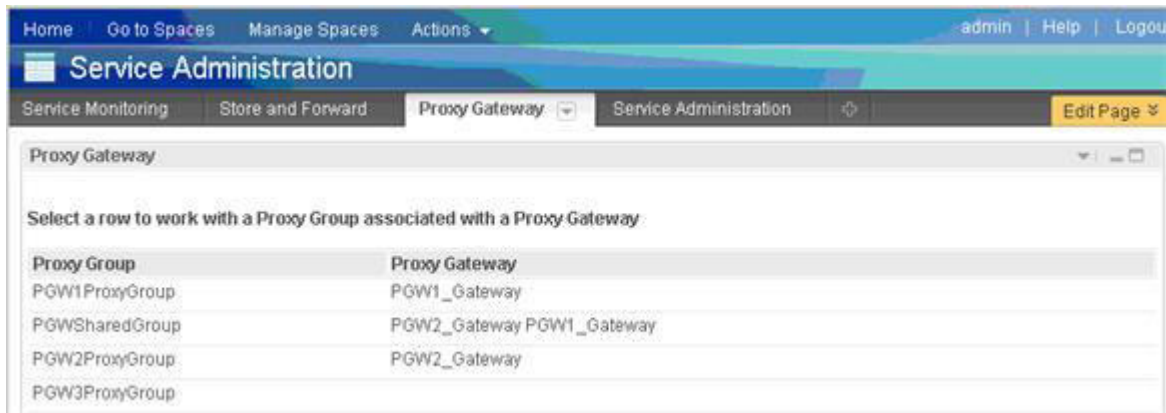 Home Go to Spaces Manage Spaces Actions admin | Help | Logou
Service Administration
Service Monitoring Store and Forward Proxy Gateway Service Administration Edit Page
Proxy Gateway
Select a row to work with a Proxy Group associated with a Proxy Gateway
Proxy Group Proxy Gateway
PGW1ProxyGroup PGW1_Gateway
PGWSharedGroup PGW2_Gateway PGW1_Gateway
PGW2ProxyGroup PGW2_Gateway
PGW3ProxyGroup